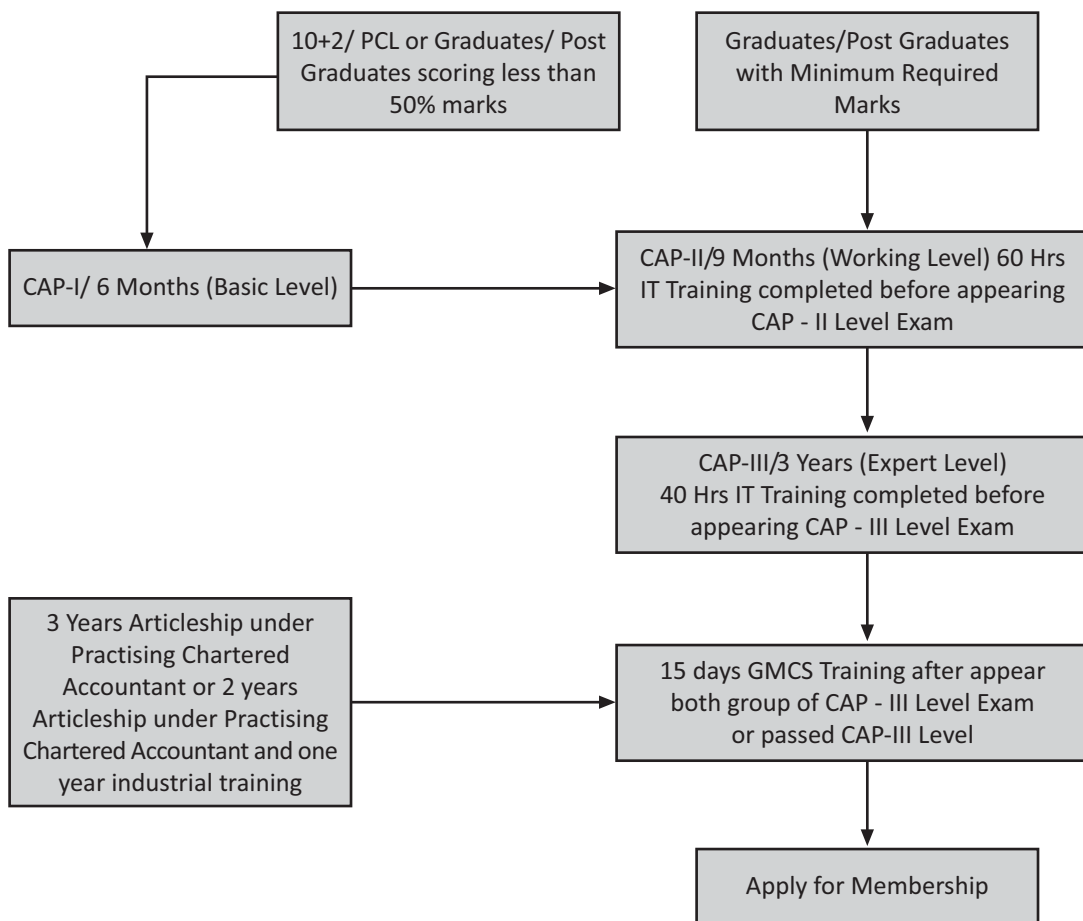 10+2/ PCL or Graduates/ Post
Graduates scoring less than
50% marks
Graduates/Post Graduates
with Minimum Required
Marks
CAP-I/ 6 Months (Basic Level)
CAP-II/9 Months (Working Level) 60 Hrs
IT Training completed before appearing
CAP - II Level Exam
CAP-III/3 Years (Expert Level)
40 Hrs IT Training completed before
appearing CAP - III Level Exam
3 Years Articleship under
Practising Chartered
Accountant or 2 years
Articleship under Practising
Chartered Accountant and one
year industrial training
15 days GMCS Training after appear
both group of CAP - III Level Exam
or passed CAP-III Level
Apply for Membership